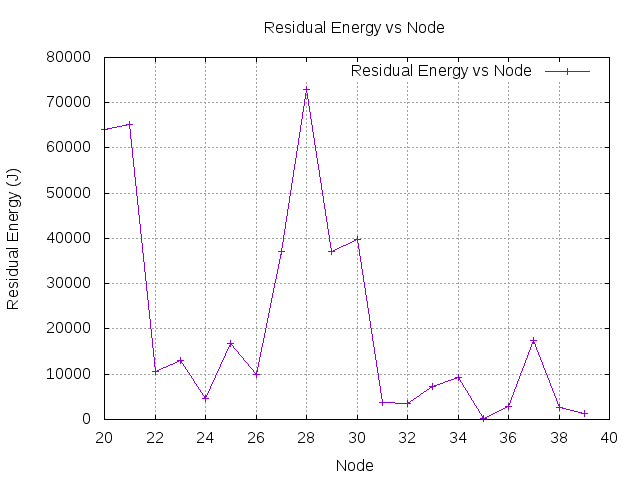 Residual Energy vs Node
80000
Residual Energy vs Node
70000
60000
50000
40000
30000
20000
10000
0
Residual Energy (J)
20 22 24 26 28 30 32 34 36 38 40
Node